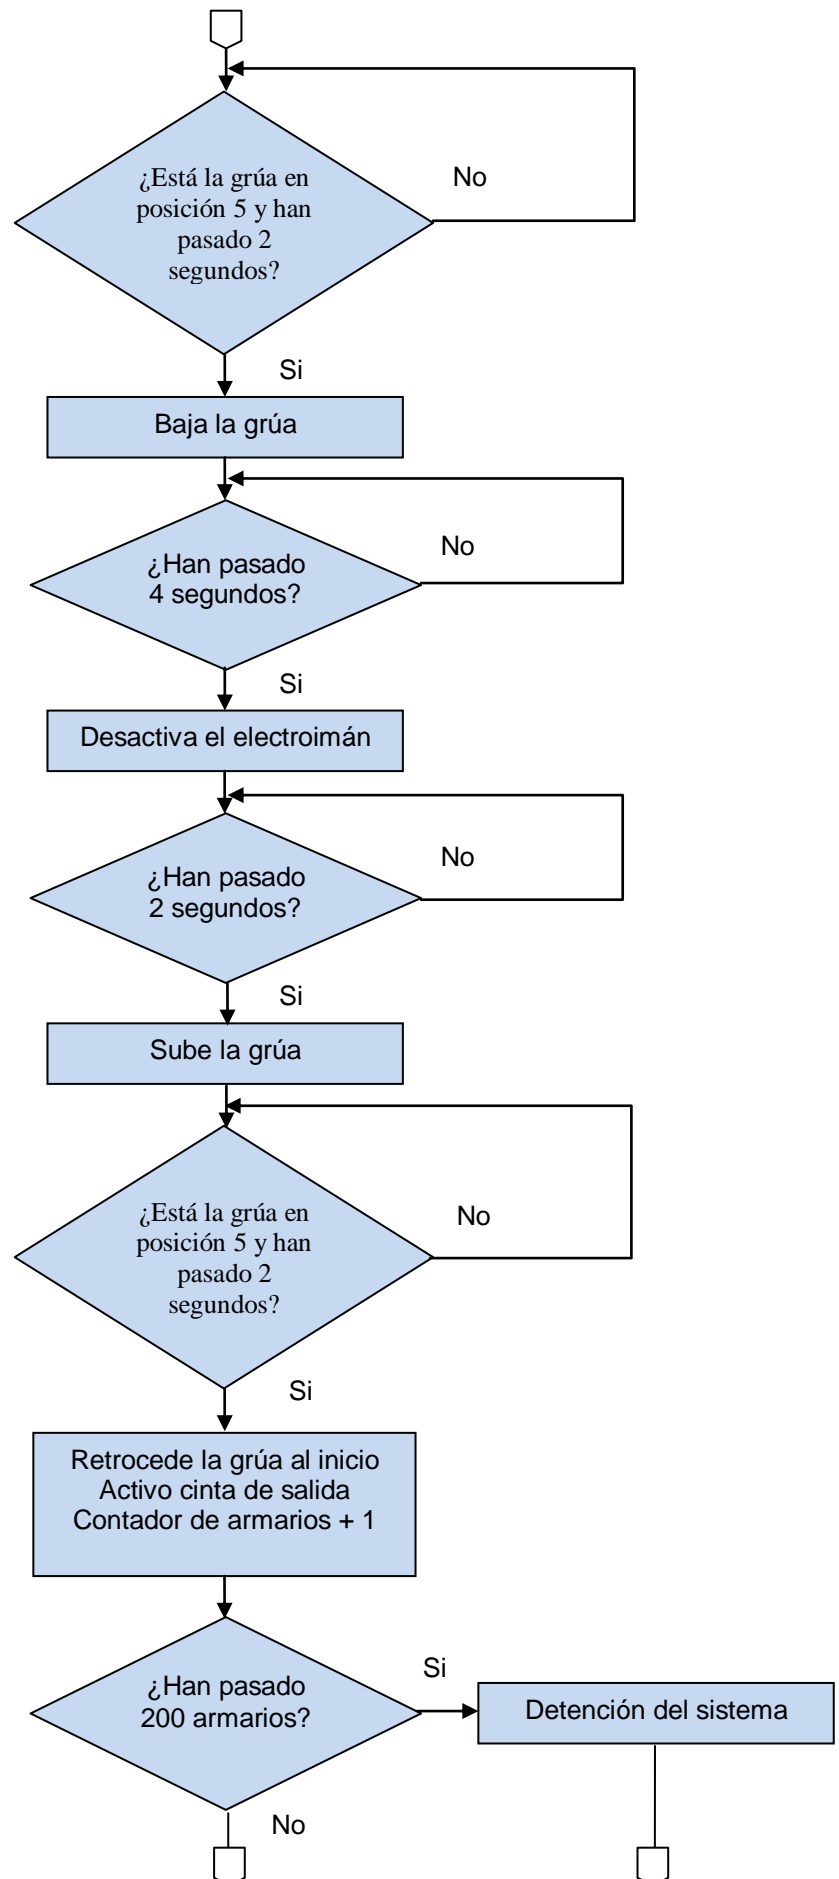 ¿Está la grúa en
posición 5 y han
pasado 2
segundos?
No
Si
Baja la grúa
¿Han pasado
4 segundos?
No
Si
Desactiva el electroimán
¿Han pasado
2 segundos?
No
Si
Sube la grúa
¿Está la grúa en
posición 5 y han
pasado 2
segundos?
No
Si
Retrocede la grúa al inicio
Activo cinta de salida
Contador de armarios + 1
¿Han pasado
200 armarios?
Si
Detención del sistema
No